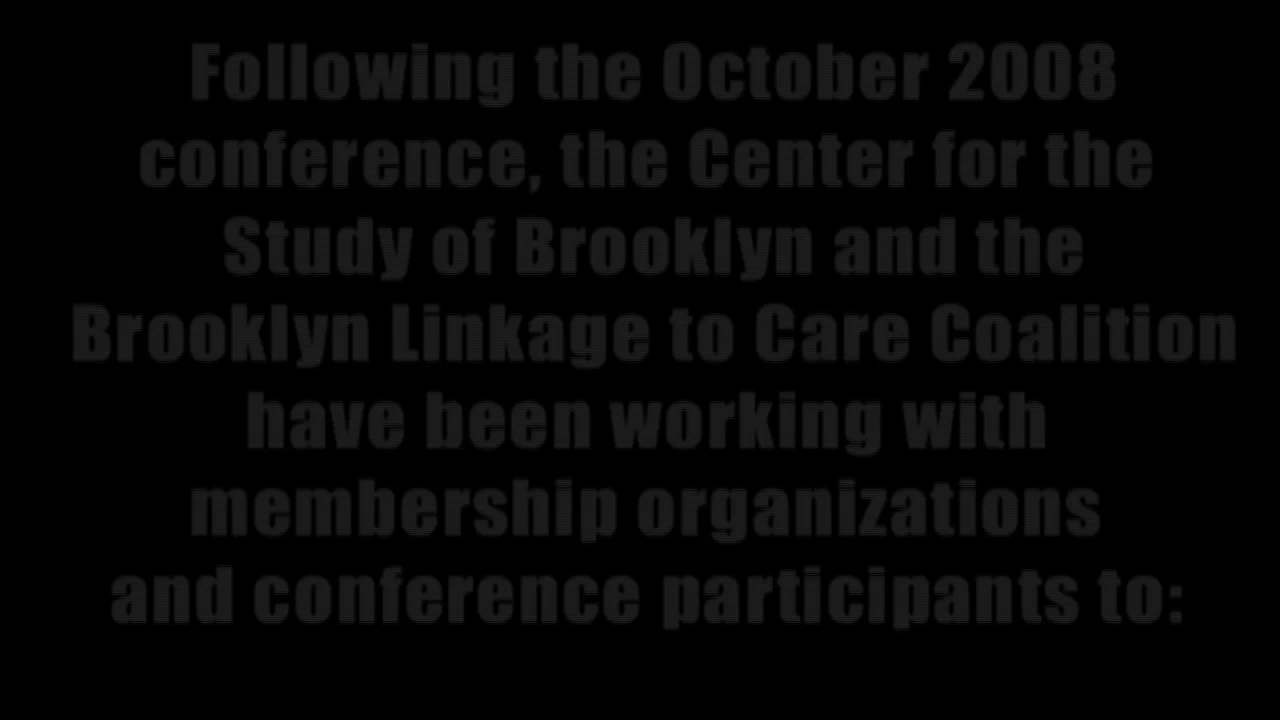 Following the October 2008
conference, the Center for the
Study of Brooklyn and the
Brooklyn Linkage to Care Coalition
have been working with
membership organizations
and conference participants to: